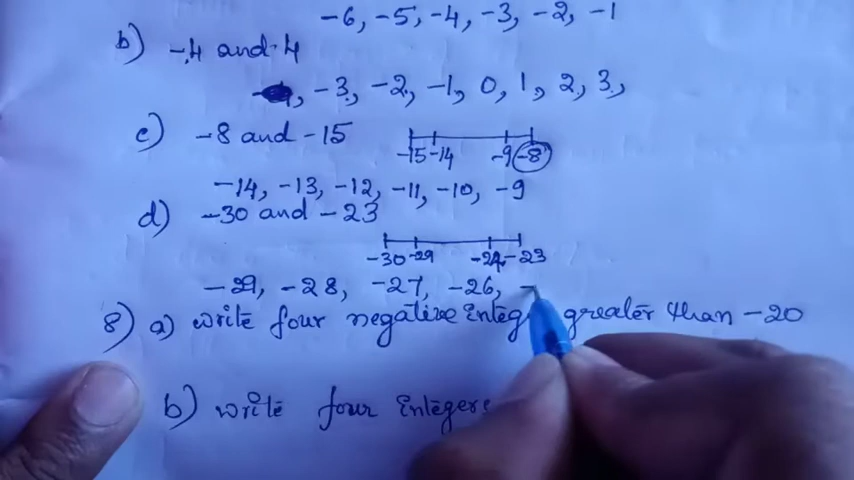 -6, -5, -4, -3, -2, -1
b) -4 and 4
, -3, -2, -1, 0, 1, 2, 3,
c) -8 and -15
-15 -14 -9 -8
-14, -13, -12, -11, -10, -9
d) -30 and -23
-30 -29 -24 -23
-29, -28, -27, -26, -
8) a) write four negative integ greater than -20
b) write four integers